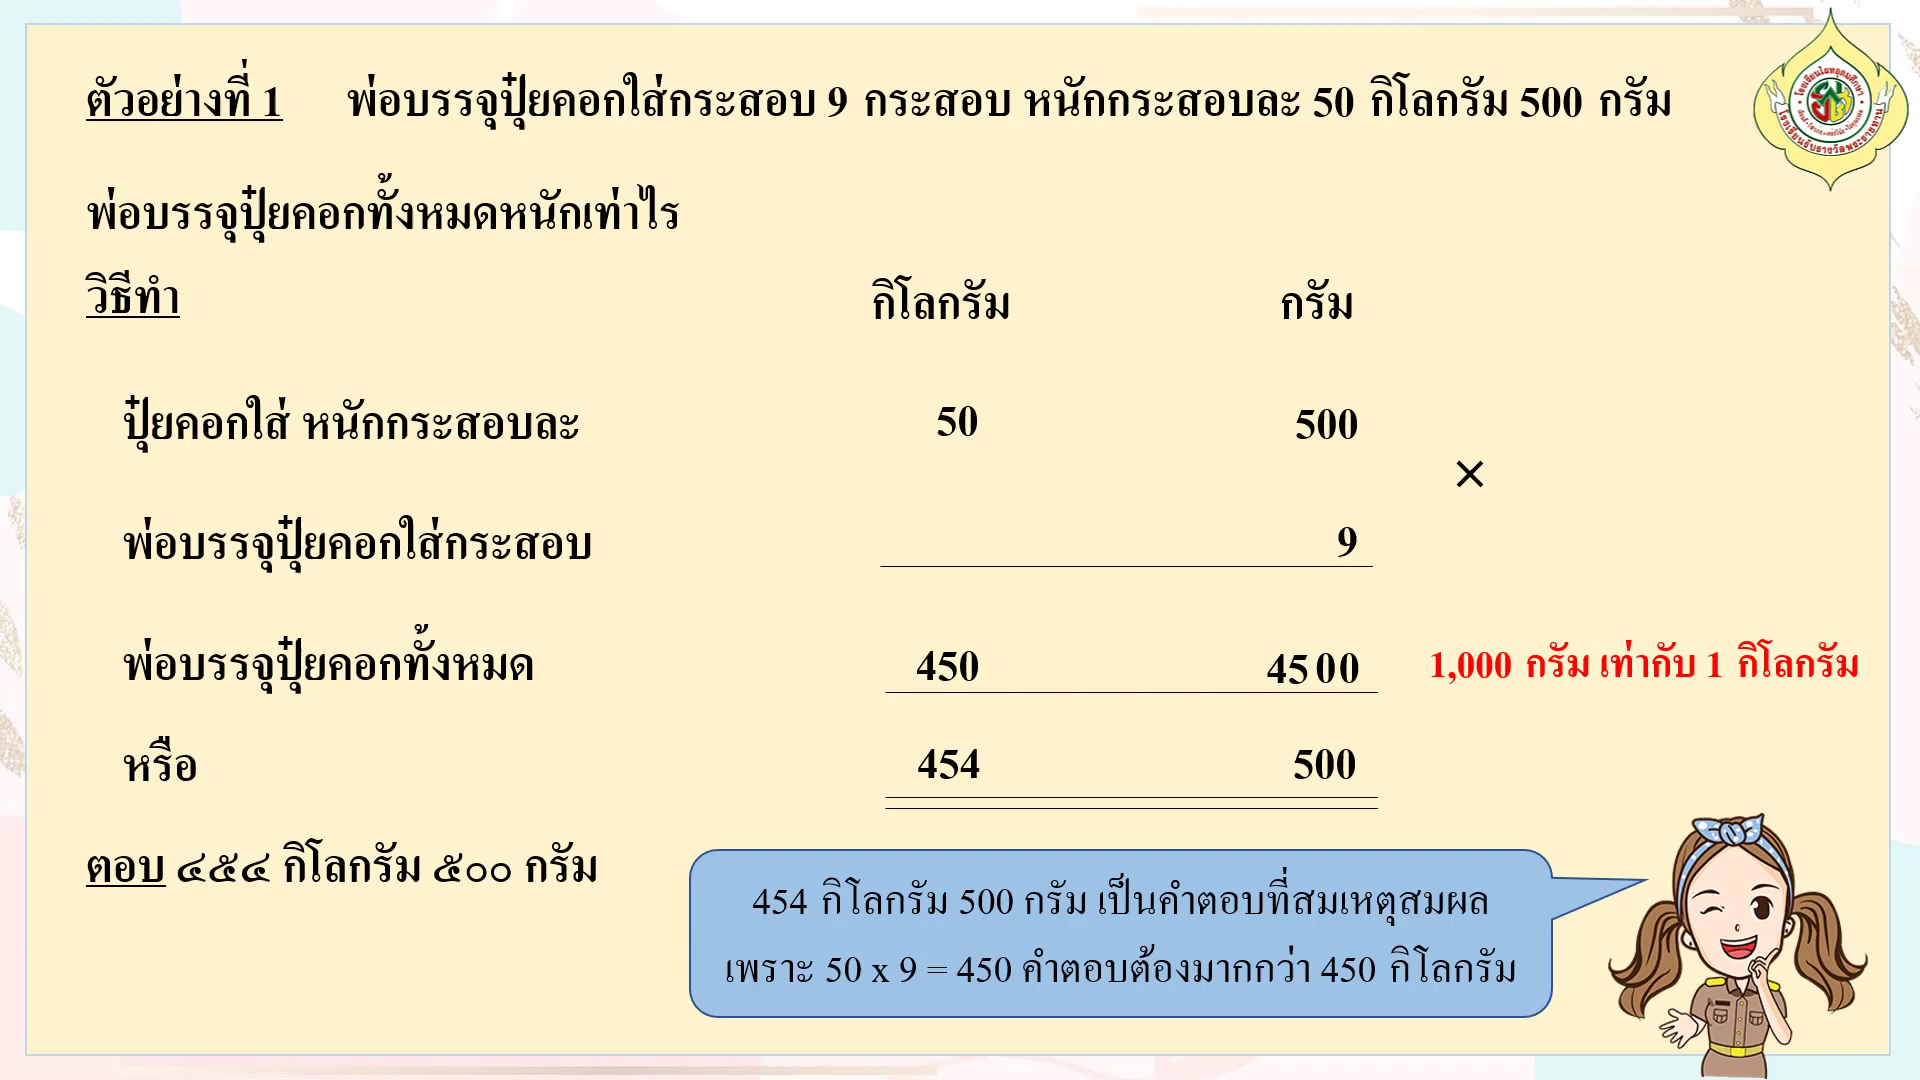 ตัวอย่างที่ 1 พ่อบรรจุปุ๋ยคอกใส่กระสอบ 9 กระสอบ หนักกระสอบละ 50 กิโลกรัม 500 กรัม
พ่อบรรจุปุ๋ยคอกทั้งหมดหนักเท่าไร
วิธีทำ กิโลกรัม กรัม
ปุ๋ยคอกใส่ หนักกระสอบละ 50 500
×
พ่อบรรจุปุ๋ยคอกใส่กระสอบ 9
พ่อบรรจุปุ๋ยคอกทั้งหมด 450 4500 1,000 กรัม เท่ากับ 1 กิโลกรัม
หรือ 454 500
ตอบ ๔๕๔ กิโลกรัม ๕๐๐ กรัม
454 กิโลกรัม 500 กรัม เป็นคำตอบที่สมเหตุสมผล
เพราะ 50 x 9 = 450 คำตอบต้องมากกว่า 450 กิโลกรัม